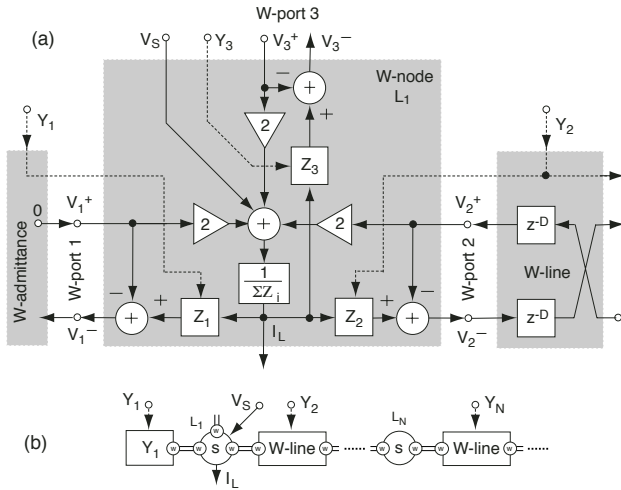 W-port 3
(a)
V_S
Y_3
V_3^+
V_3^−
W-node
L_1
−
+
+
2
Y_1
Y_2
Z_3
0
V_1^+
2
+
2
V_2^+
z^{-D}
W-admittance
W-port 1
1
ΣZ_i
W-port 2
W-line
−
+
+
Z_1
Z_2
+
−
+
z^{-D}
V_1^−
I_L
V_2^−
(b)
Y_1
L_1
V_S
Y_2
L_N
Y_N
w
Y_1
w
w
S
w
w
W-line
w
......
w
S
w
w
W-line
w
......
I_L